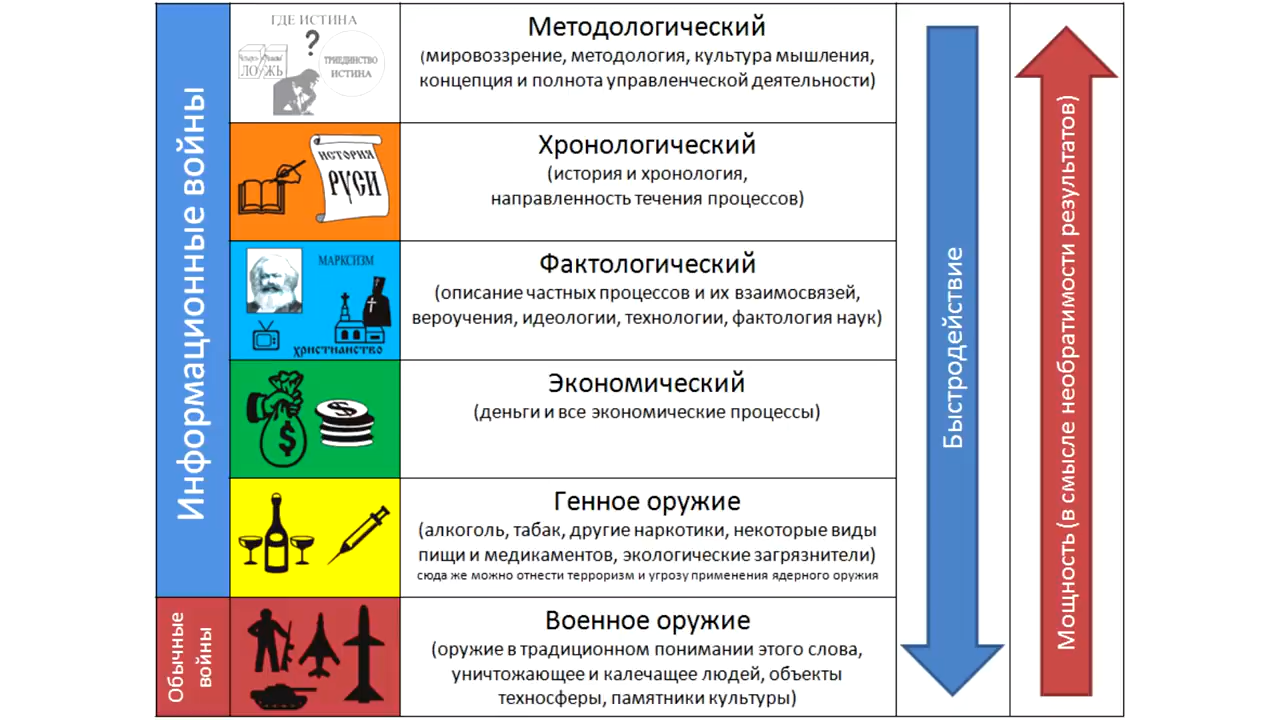 Информационные войны
ГДЕ ИСТИНА
?
ЛОЖЬ
ТРИЕДИНСТВО
ИСТИНА
Методологический
(мировоззрение, методология, культура мышления,
концепция и полнота управленческой деятельности)
ИСТОРИЯ
РУСИ
Хронологический
(история и хронология,
направленность течения процессов)
МАРКСИЗМ
христианство
Фактологический
(описание частных процессов и их взаимосвязей,
вероучения, идеологии, технологии, фактология наук)
$
$
Экономический
(деньги и все экономические процессы)
Генное оружие
(алкоголь, табак, другие наркотики, некоторые виды
пищи и медикаментов, экологические загрязнители)
сюда же можно отнести терроризм и угрозу применения ядерного оружия
Обычные
войны
Военное оружие
(оружие в традиционном понимании этого слова,
уничтожающее и калечащее людей, объекты
техносферы, памятники культуры)
Быстродействие
Мощность (в смысле необратимости результатов)